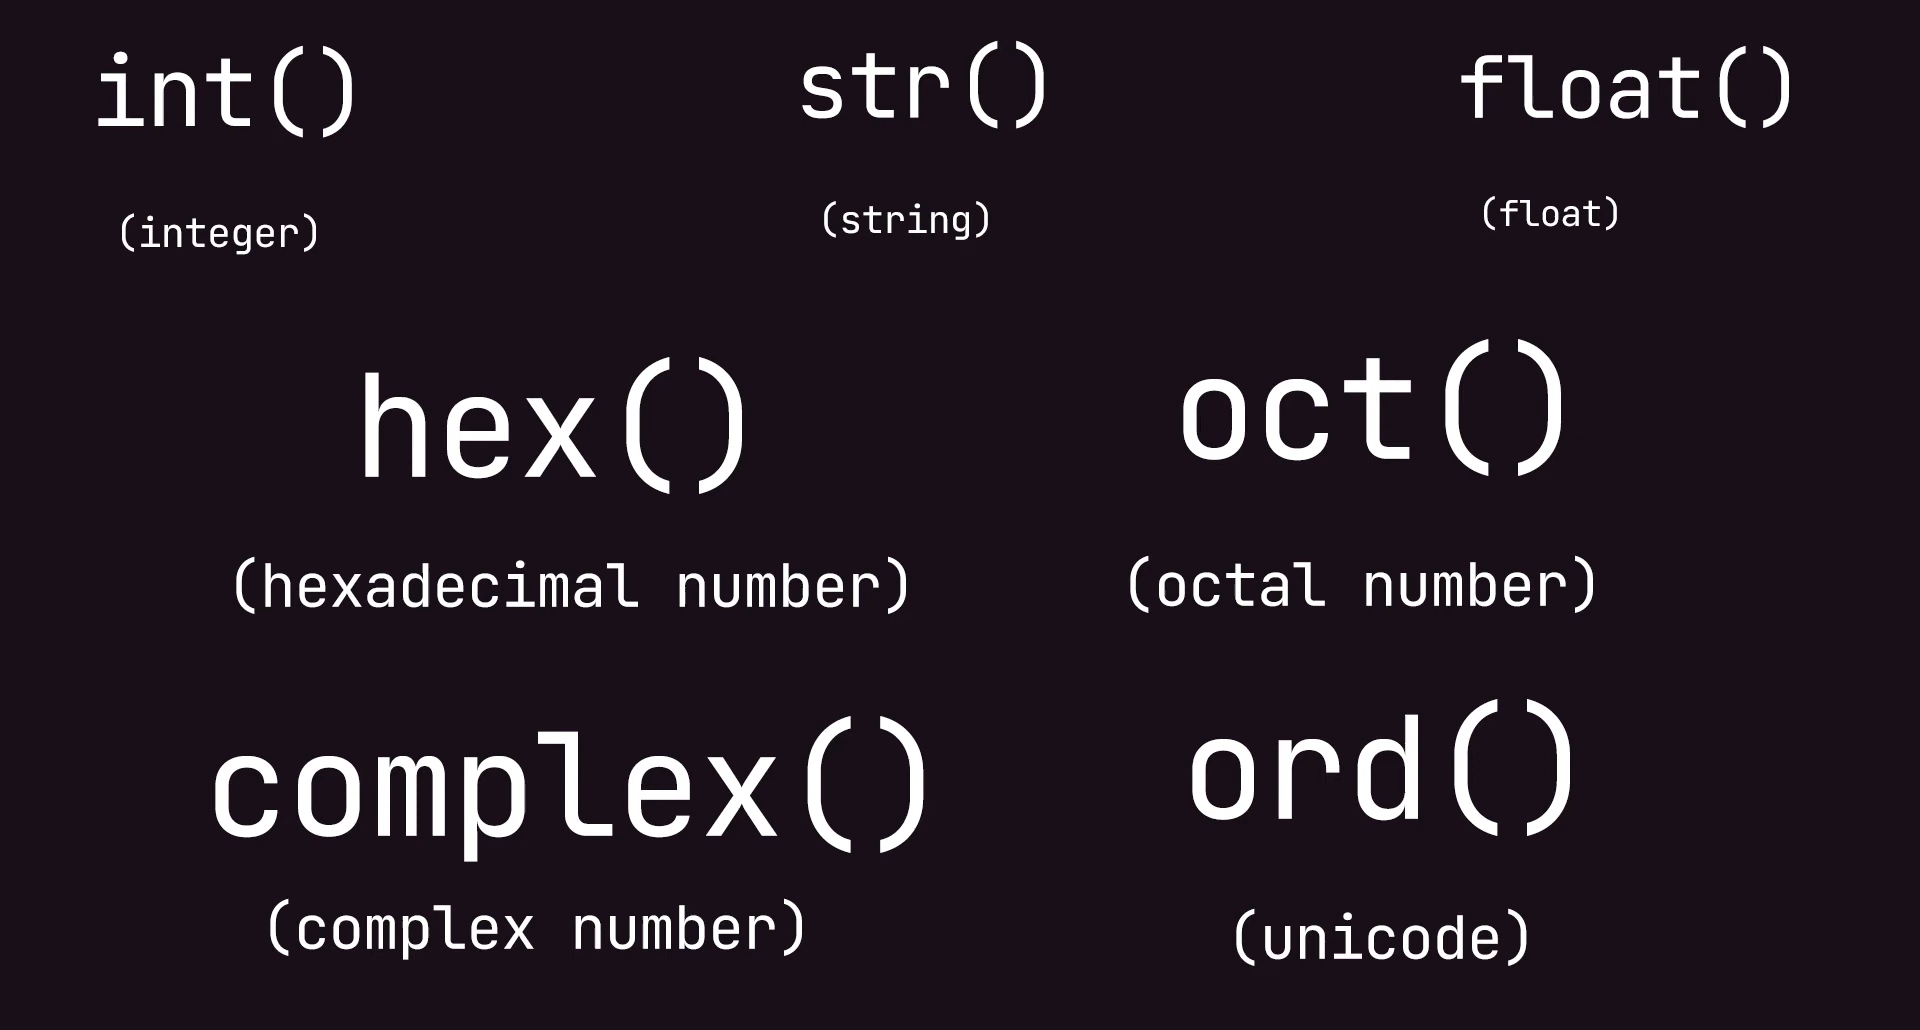 int()
str()
float()
(integer)
(string)
(float)
hex()
oct()
(hexadecimal number)
(octal number)
complex()
ord()
(complex number)
(unicode)